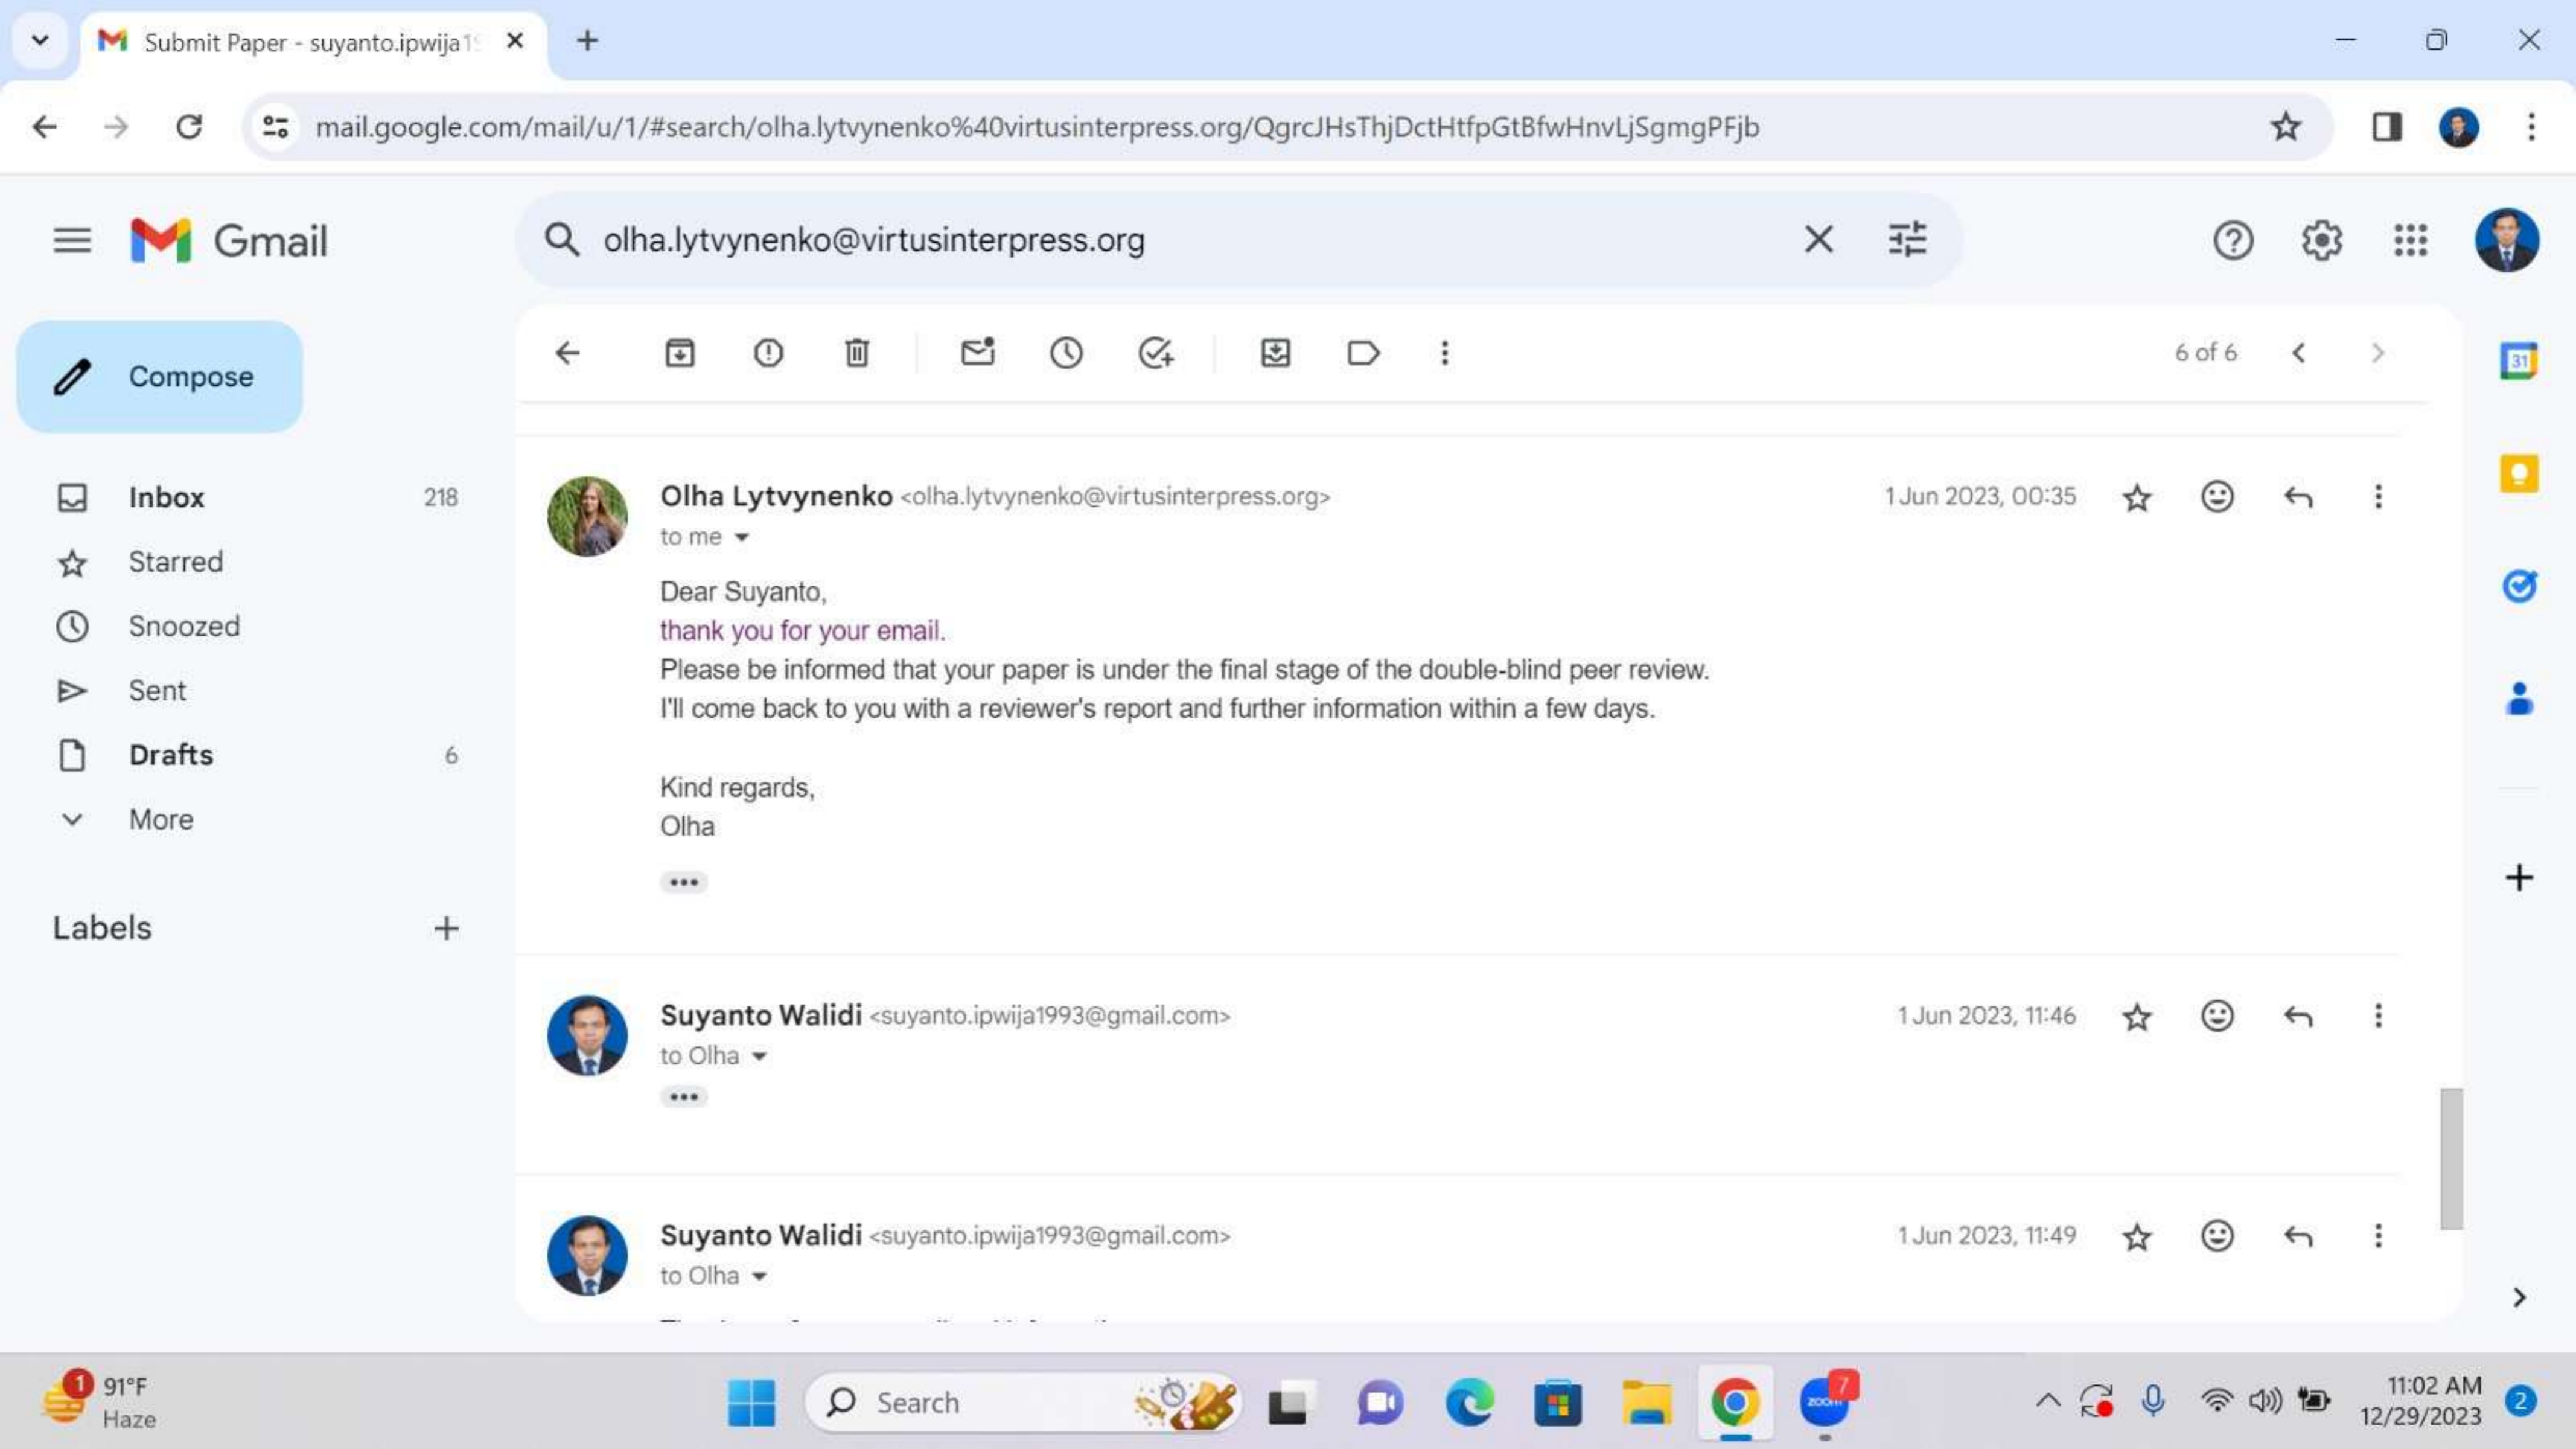 Submit Paper - suyanto.ipwija19
mail.google.com/mail/u/1/#search/olha.lytvynenko%40virtusinterpress.org/QgrcJHsThjDctHtfpGtBfwHnvLjSgmgPFjb
Gmail
olha.lytvynenko@virtusinterpress.org
Compose
6 of 6
31
Inbox 218
Starred
Snoozed
Sent
Drafts 6
More
Labels
Olha Lytvynenko <olha.lytvynenko@virtusinterpress.org> 1 Jun 2023, 00:35
to me
Dear Suyanto,
thank you for your email.
Please be informed that your paper is under the final stage of the double-blind peer review.
I'll come back to you with a reviewer's report and further information within a few days.
Kind regards,
Olha
Suyanto Walidi <suyanto.ipwija1993@gmail.com> 1 Jun 2023, 11:46
to Olha
Suyanto Walidi <suyanto.ipwija1993@gmail.com> 1 Jun 2023, 11:49
to Olha
1
91°F
Haze
Search
zoom
7
11:02 AM
12/29/2023
2